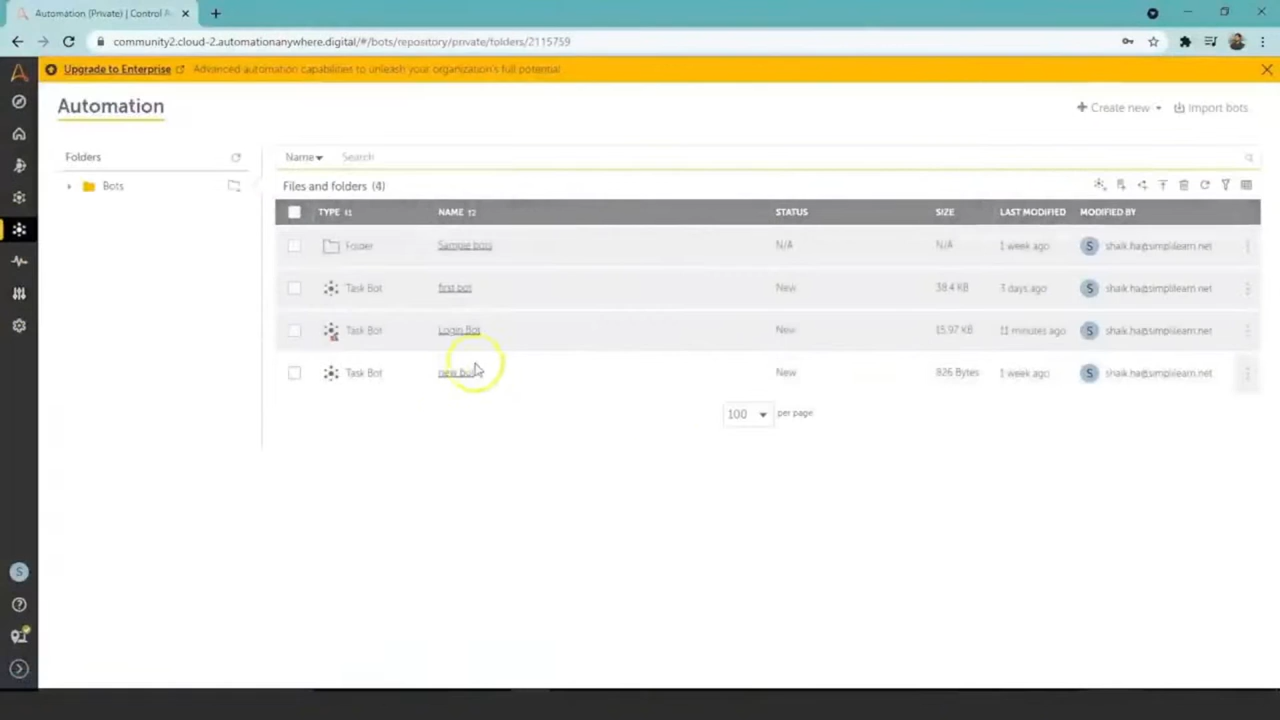 Automation (Private) | Control
community2.cloud-2.automationanywhere.digital/#/bots/repository/private/folders/2115759
Upgrade to Enterprise Advanced automation capabilities to unleash your organization's full potential
Automation
Create new Import bots
Folders
Name Search
Bots
Files and folders (4)
TYPE NAME STATUS SIZE LAST MODIFIED MODIFIED BY
Folder Sample bots N/A N/A 1 week ago S shaik.ha@simplilearn.net
Task Bot first bot New 38.4 KB 3 days ago S shaik.ha@simplilearn.net
Task Bot Login Bot New 15.97 KB 11 minutes ago S shaik.ha@simplilearn.net
Task Bot new New 826 Bytes 1 week ago S shaik.ha@simplilearn.net
100 per page
S